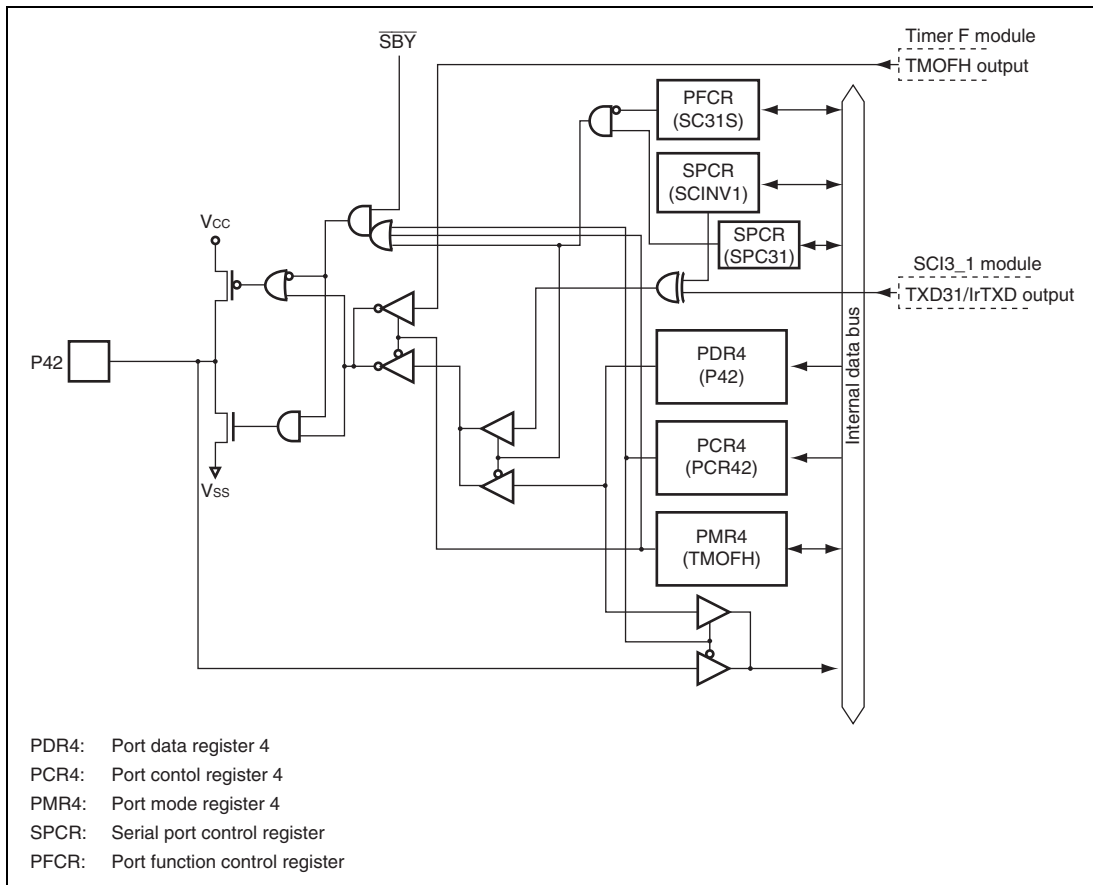 Timer F module
SBY
TMOFH output
PFCR
(SC31S)
SPCR
(SCINV1)
VCC
SPCR
(SPC31)
SCI3_1 module
TXD31/IrTXD output
Internal data bus
P42
PDR4
(P42)
PCR4
(PCR42)
VSS
PMR4
(TMOFH)
PDR4: Port data register 4
PCR4: Port contol register 4
PMR4: Port mode register 4
SPCR: Serial port control register
PFCR: Port function control register